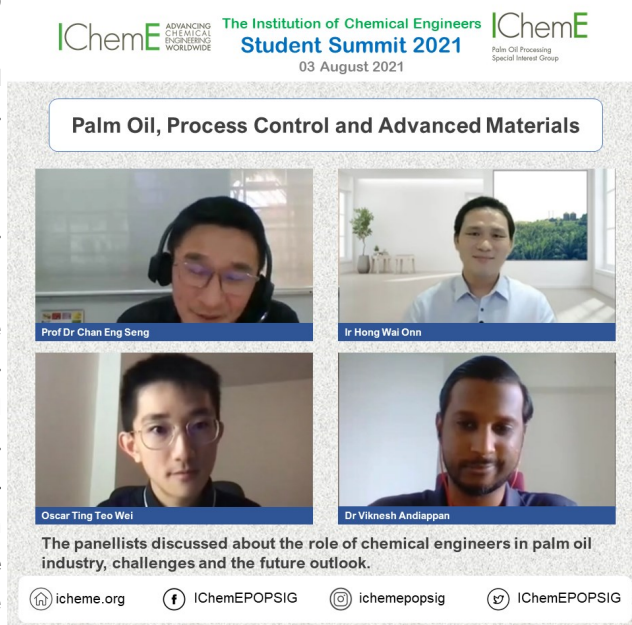 IChemE
ADVANCING
CHEMICAL
ENGINEERING
WORLDWIDE
The Institution of Chemical Engineers
Student Summit 2021
03 August 2021
IChemE
Palm Oil Processing
Special Interest Group
Palm Oil, Process Control and Advanced Materials
Prof Dr Chan Eng Seng
Ir Hong Wai Onn
Oscar Ting Teo Wei
Dr Viknesh Andiappan
The panellists discussed about the role of chemical engineers in palm oil
industry, challenges and the future outlook.
icheme.org
IChemEPOPSIG
ichemepopsig
IChemEPOPSIG